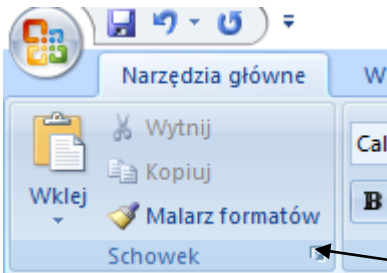 Narzędzia główne W
Wytnij
Kopiuj
Malarz formatów
Wklej
Schowek
Cal
B